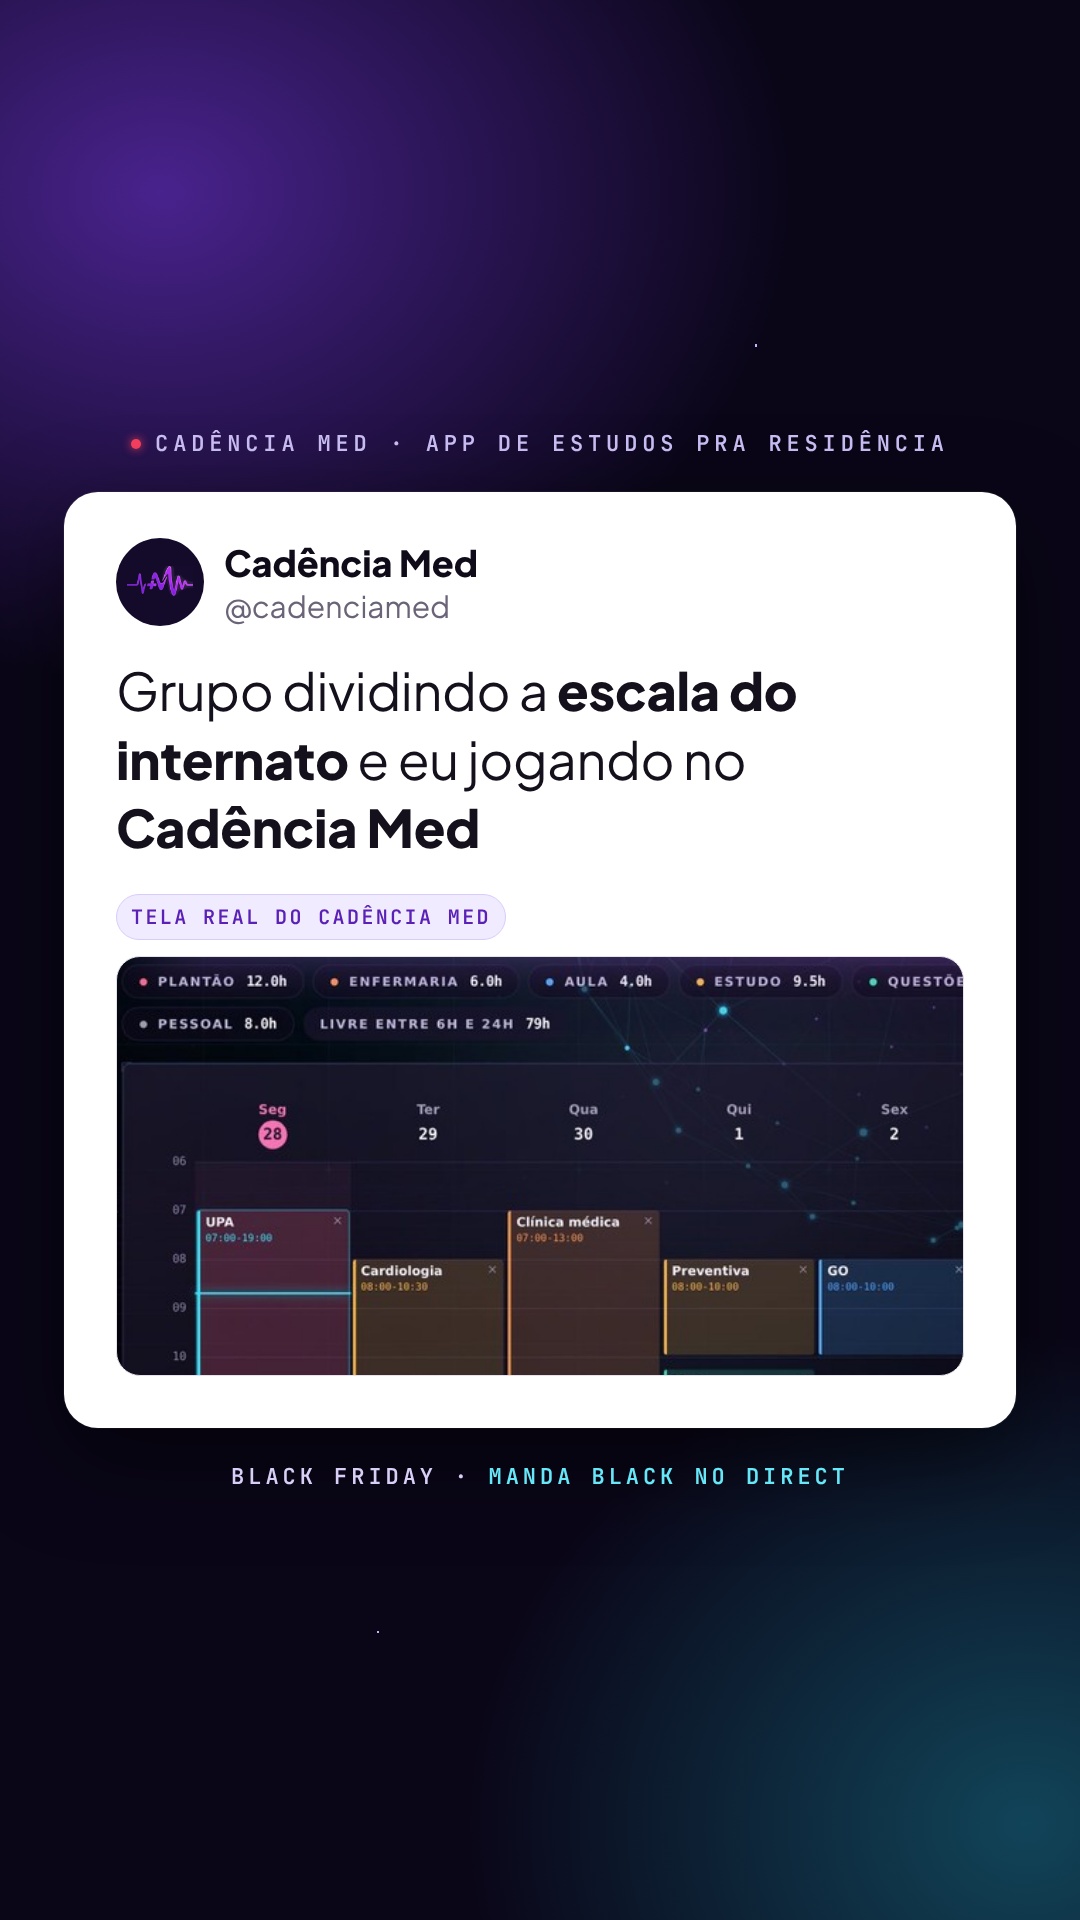 CADÊNCIA MED · APP DE ESTUDOS PRA RESIDÊNCIA
Cadência Med
@cadenciamed
Grupo dividindo a escala do
internato e eu jogando no
Cadência Med
TELA REAL DO CADÊNCIA MED
PLANTÃO 12.0h ENFERMARIA 6.0h AULA 4.0h ESTUDO 9.5h QUESTÕE
PESSOAL 8.0h LIVRE ENTRE 6H E 24H 79h
Seg Ter Qua Qui Sex
28 29 30 1 2
06
07
UPA × Clínica médica ×
07:00-19:00 07:00-13:00
08
Cardiologia × Preventiva × GO ×
08:00-10:30 08:00-10:00 08:00-10:00
09
10
BLACK FRIDAY · MANDA BLACK NO DIRECT